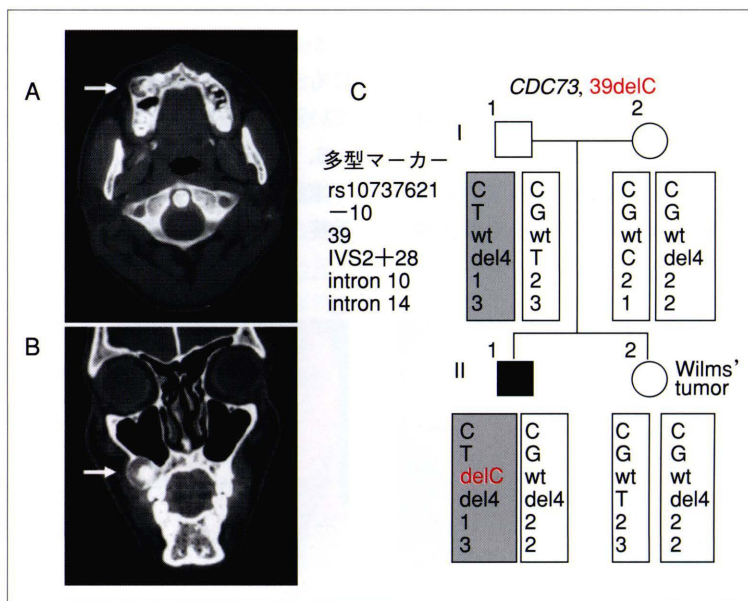 A
B
C
CDC73, 39delC
1 2
I
多型マーカー
rs10737621
−10
39
IVS2+28
intron 10
intron 14
C C C C
T G G G
wt wt wt wt
del4 T C del4
1 2 2 2
3 3 1 2
1 2
II
Wilms'
tumor
C C C C
T G G G
delC wt wt wt
del4 del4 T del4
1 2 2 2
3 2 3 2